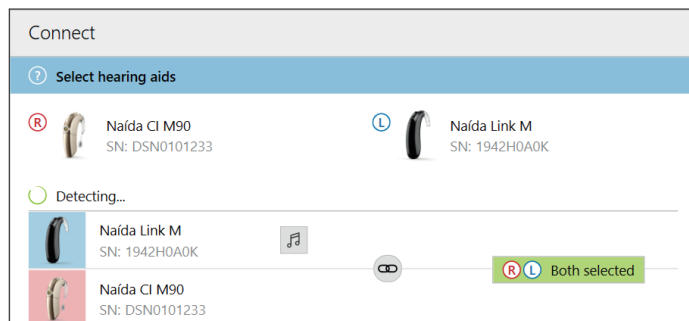 Connect
? Select hearing aids
R Naída CI M90
SN: DSN0101233
L Naída Link M
SN: 1942H0A0K
Detecting...
Naída Link M
SN: 1942H0A0K
R L Both selected
Naída CI M90
SN: DSN0101233